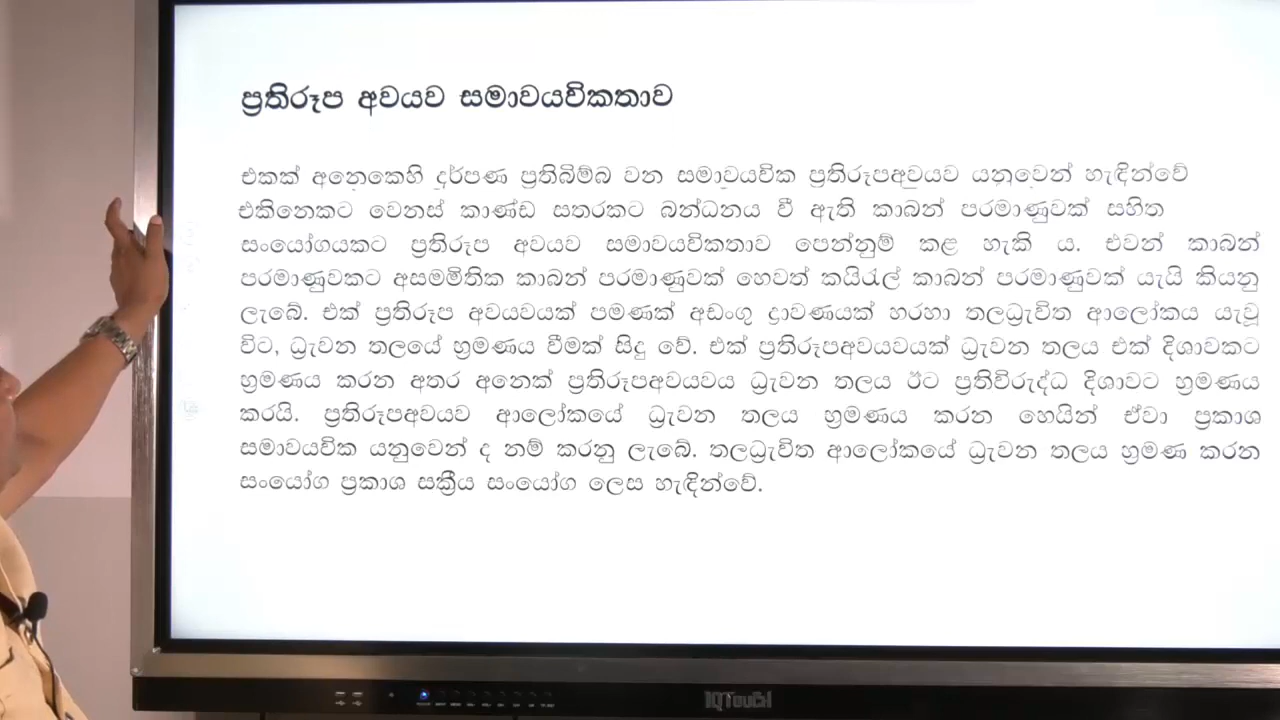 ප්‍රතිරූප අවයව සමාවයවිකතාව
එකක් අනෙකෙහි දර්පණ ප්‍රතිබිම්බ වන සමාවයවික ප්‍රතිරූපඅවයව යනුවෙන් හැඳින්වේ
එකිනෙකට වෙනස් කාණ්ඩ සතරකට බන්ධනය වී ඇති කාබන් පරමාණුවක් සහිත
සංයෝගයකට ප්‍රතිරූප අවයව සමාවයවිකතාව පෙන්නුම් කළ හැකි ය. එවන් කාබන්
පරමාණුවකට අසමමිතික කාබන් පරමාණුවක් හෙවත් කයිරැල් කාබන් පරමාණුවක් යැයි කියනු
ලැබේ. එක් ප්‍රතිරූප අවයවයක් පමණක් අඩංගු ද්‍රාවණයක් හරහා තලධ්‍රැවිත ආලෝකය යැවූ
විට, ධ්‍රැවන තලයේ භ්‍රමණය වීමක් සිදු වේ. එක් ප්‍රතිරූපඅවයවයක් ධ්‍රැවන තලය එක් දිශාවකට
භ්‍රමණය කරන අතර අනෙක් ප්‍රතිරූපඅවයවය ධ්‍රැවන තලය ඊට ප්‍රතිවිරුද්ධ දිශාවට භ්‍රමණය
කරයි. ප්‍රතිරූපඅවයව ආලෝකයේ ධ්‍රැවන තලය භ්‍රමණය කරන හෙයින් ඒවා ප්‍රකාශ
සමාවයවික යනුවෙන් ද නම් කරනු ලැබේ. තලධ්‍රැවිත ආලෝකයේ ධ්‍රැවන තලය භ්‍රමණ කරන
සංයෝග ප්‍රකාශ සක්‍රීය සංයෝග ලෙස හැඳින්වේ.
IQTouch